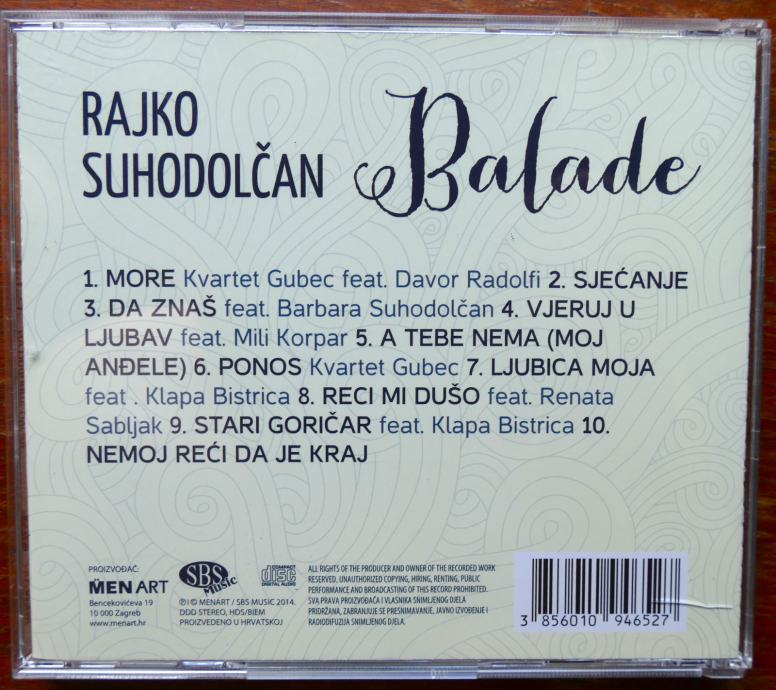 RAJKO
SUHODOLČAN
Balade
1. MORE Kvartet Gubec feat. Davor Radolfi 2. SJEĆANJE
3. DA ZNAŠ feat. Barbara Suhodolčan 4. VJERUJ U
LJUBAV feat. Mili Korpar 5. A TEBE NEMA (MOJ
ANĐELE) 6. PONOS Kvartet Gubec 7. LJUBICA MOJA
feat . Klapa Bistrica 8. RECI MI DUŠO feat. Renata
Sabljak 9. STARI GORIČAR feat. Klapa Bistrica 10.
NEMOJ REĆI DA JE KRAJ
PROIZVOĐAČ:
MENART
Bencekovićeva 19
10 000 Zagreb
www.menart.hr
SBS Music
Ⓟ|© MENART / SBS MUSIC 2014.
DDD STEREO, HDS/BIEM
PROIZVEDENO U HRVATSKOJ
COMPACT
disc
DIGITAL AUDIO
ALL RIGHTS OF THE PRODUCER AND OWNER OF THE RECORDED WORK
RESERVED. UNAUTHORIZED COPYING, HIRING, RENTING, PUBLIC
PERFORMANCE AND BROADCASTING OF THIS RECORD PROHIBITED.
SVA PRAVA PROIZVOĐAČA I VLASNIKA SNIMLJENOG DJELA
PRIDRŽANA, ZABRANJUJE SE PRESNIMAVANJE, JAVNO IZVOĐENJE I
RADIODIFUZIJA SNIMLJENOG DJELA.
3 856010 946527